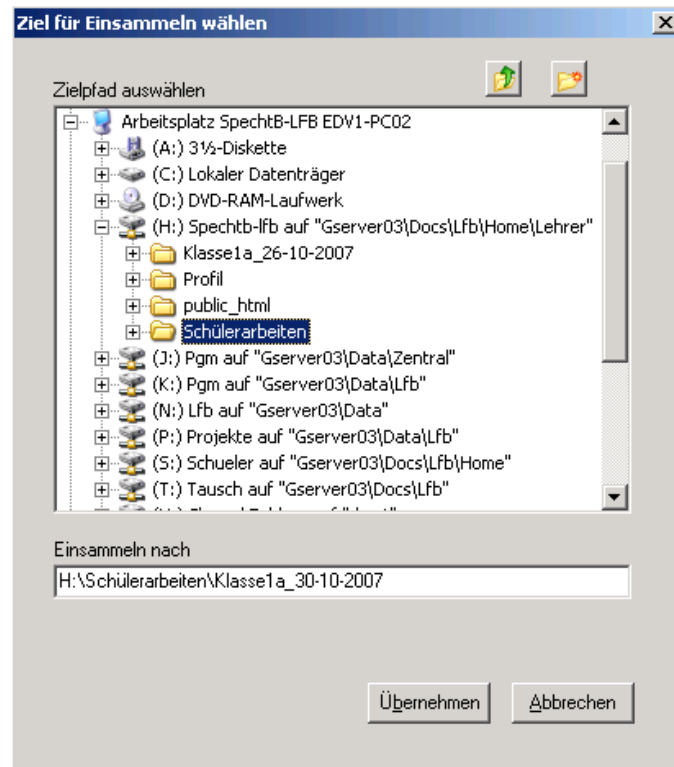 Ziel für Einsammeln wählen
Zielpfad auswählen
Arbeitsplatz SpechtB-LFB EDV1-PC02
(A:) 3½-Diskette
(C:) Lokaler Datenträger
(D:) DVD-RAM-Laufwerk
(H:) Spechtb-lfb auf "Gserver03\Docs\Lfb\Home\Lehrer"
Klasse1a_26-10-2007
Profil
public_html
Schülerarbeiten
(J:) Pgm auf "Gserver03\Data\Zentral"
(K:) Pgm auf "Gserver03\Data\Lfb"
(N:) Lfb auf "Gserver03\Data"
(P:) Projekte auf "Gserver03\Data\Lfb"
(S:) Schueler auf "Gserver03\Docs\Lfb\Home"
(T:) Tausch auf "Gserver03\Docs\Lfb"
Einsammeln nach
H:\Schülerarbeiten\Klasse1a_30-10-2007
Übernehmen Abbrechen